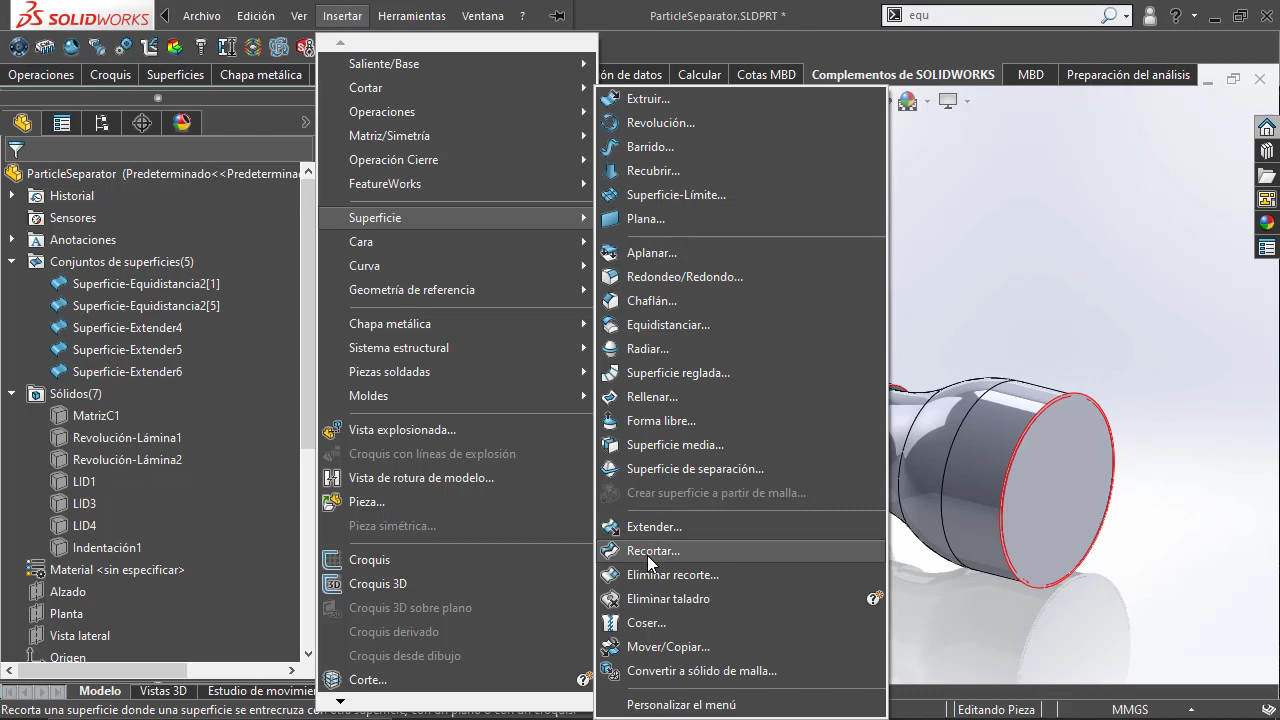 SOLIDWORKS
Archivo
Edición
Ver
Insertar
Herramientas
Ventana
?
ParticleSeparator.SLDPRT *
equ
?
Operaciones
Croquis
Superficies
Chapa metálica
ón de datos
Calcular
Cotas MBD
Complementos de SOLIDWORKS
MBD
Preparación del análisis
ParticleSeparator (Predeterminado<<Predetermina
Historial
Sensores
Anotaciones
Conjuntos de superficies(5)
Superficie-Equidistancia2[1]
Superficie-Equidistancia2[5]
Superficie-Extender4
Superficie-Extender5
Superficie-Extender6
Sólidos(7)
MatrizC1
Revolución-Lámina1
Revolución-Lámina2
LID1
LID3
LID4
Indentación1
Material <sin especificar>
Alzado
Planta
Vista lateral
Origen
Saliente/Base
Cortar
Operaciones
Matriz/Simetría
Operación Cierre
FeatureWorks
Superficie
Cara
Curva
Geometría de referencia
Chapa metálica
Sistema estructural
Piezas soldadas
Moldes
Vista explosionada...
Croquis con líneas de explosión
Vista de rotura de modelo...
Pieza...
Pieza simétrica...
Croquis
Croquis 3D
Croquis 3D sobre plano
Croquis derivado
Croquis desde dibujo
Corte...
Extruir...
Revolución...
Barrido...
Recubrir...
Superficie-Límite...
Plana...
Aplanar...
Redondeo/Redondo...
Chaflán...
Equidistanciar...
Radiar...
Superficie reglada...
Rellenar...
Forma libre...
Superficie media...
Superficie de separación...
Crear superficie a partir de malla...
Extender...
Recortar...
Eliminar recorte...
Eliminar taladro
Coser...
Mover/Copiar...
Convertir a sólido de malla...
Personalizar el menú
Modelo
Vistas 3D
Estudio de movimie
Recorta una superficie donde una superficie se entrecruza con otra superficie, un plano o un croquis.
Editando Pieza
MMGS